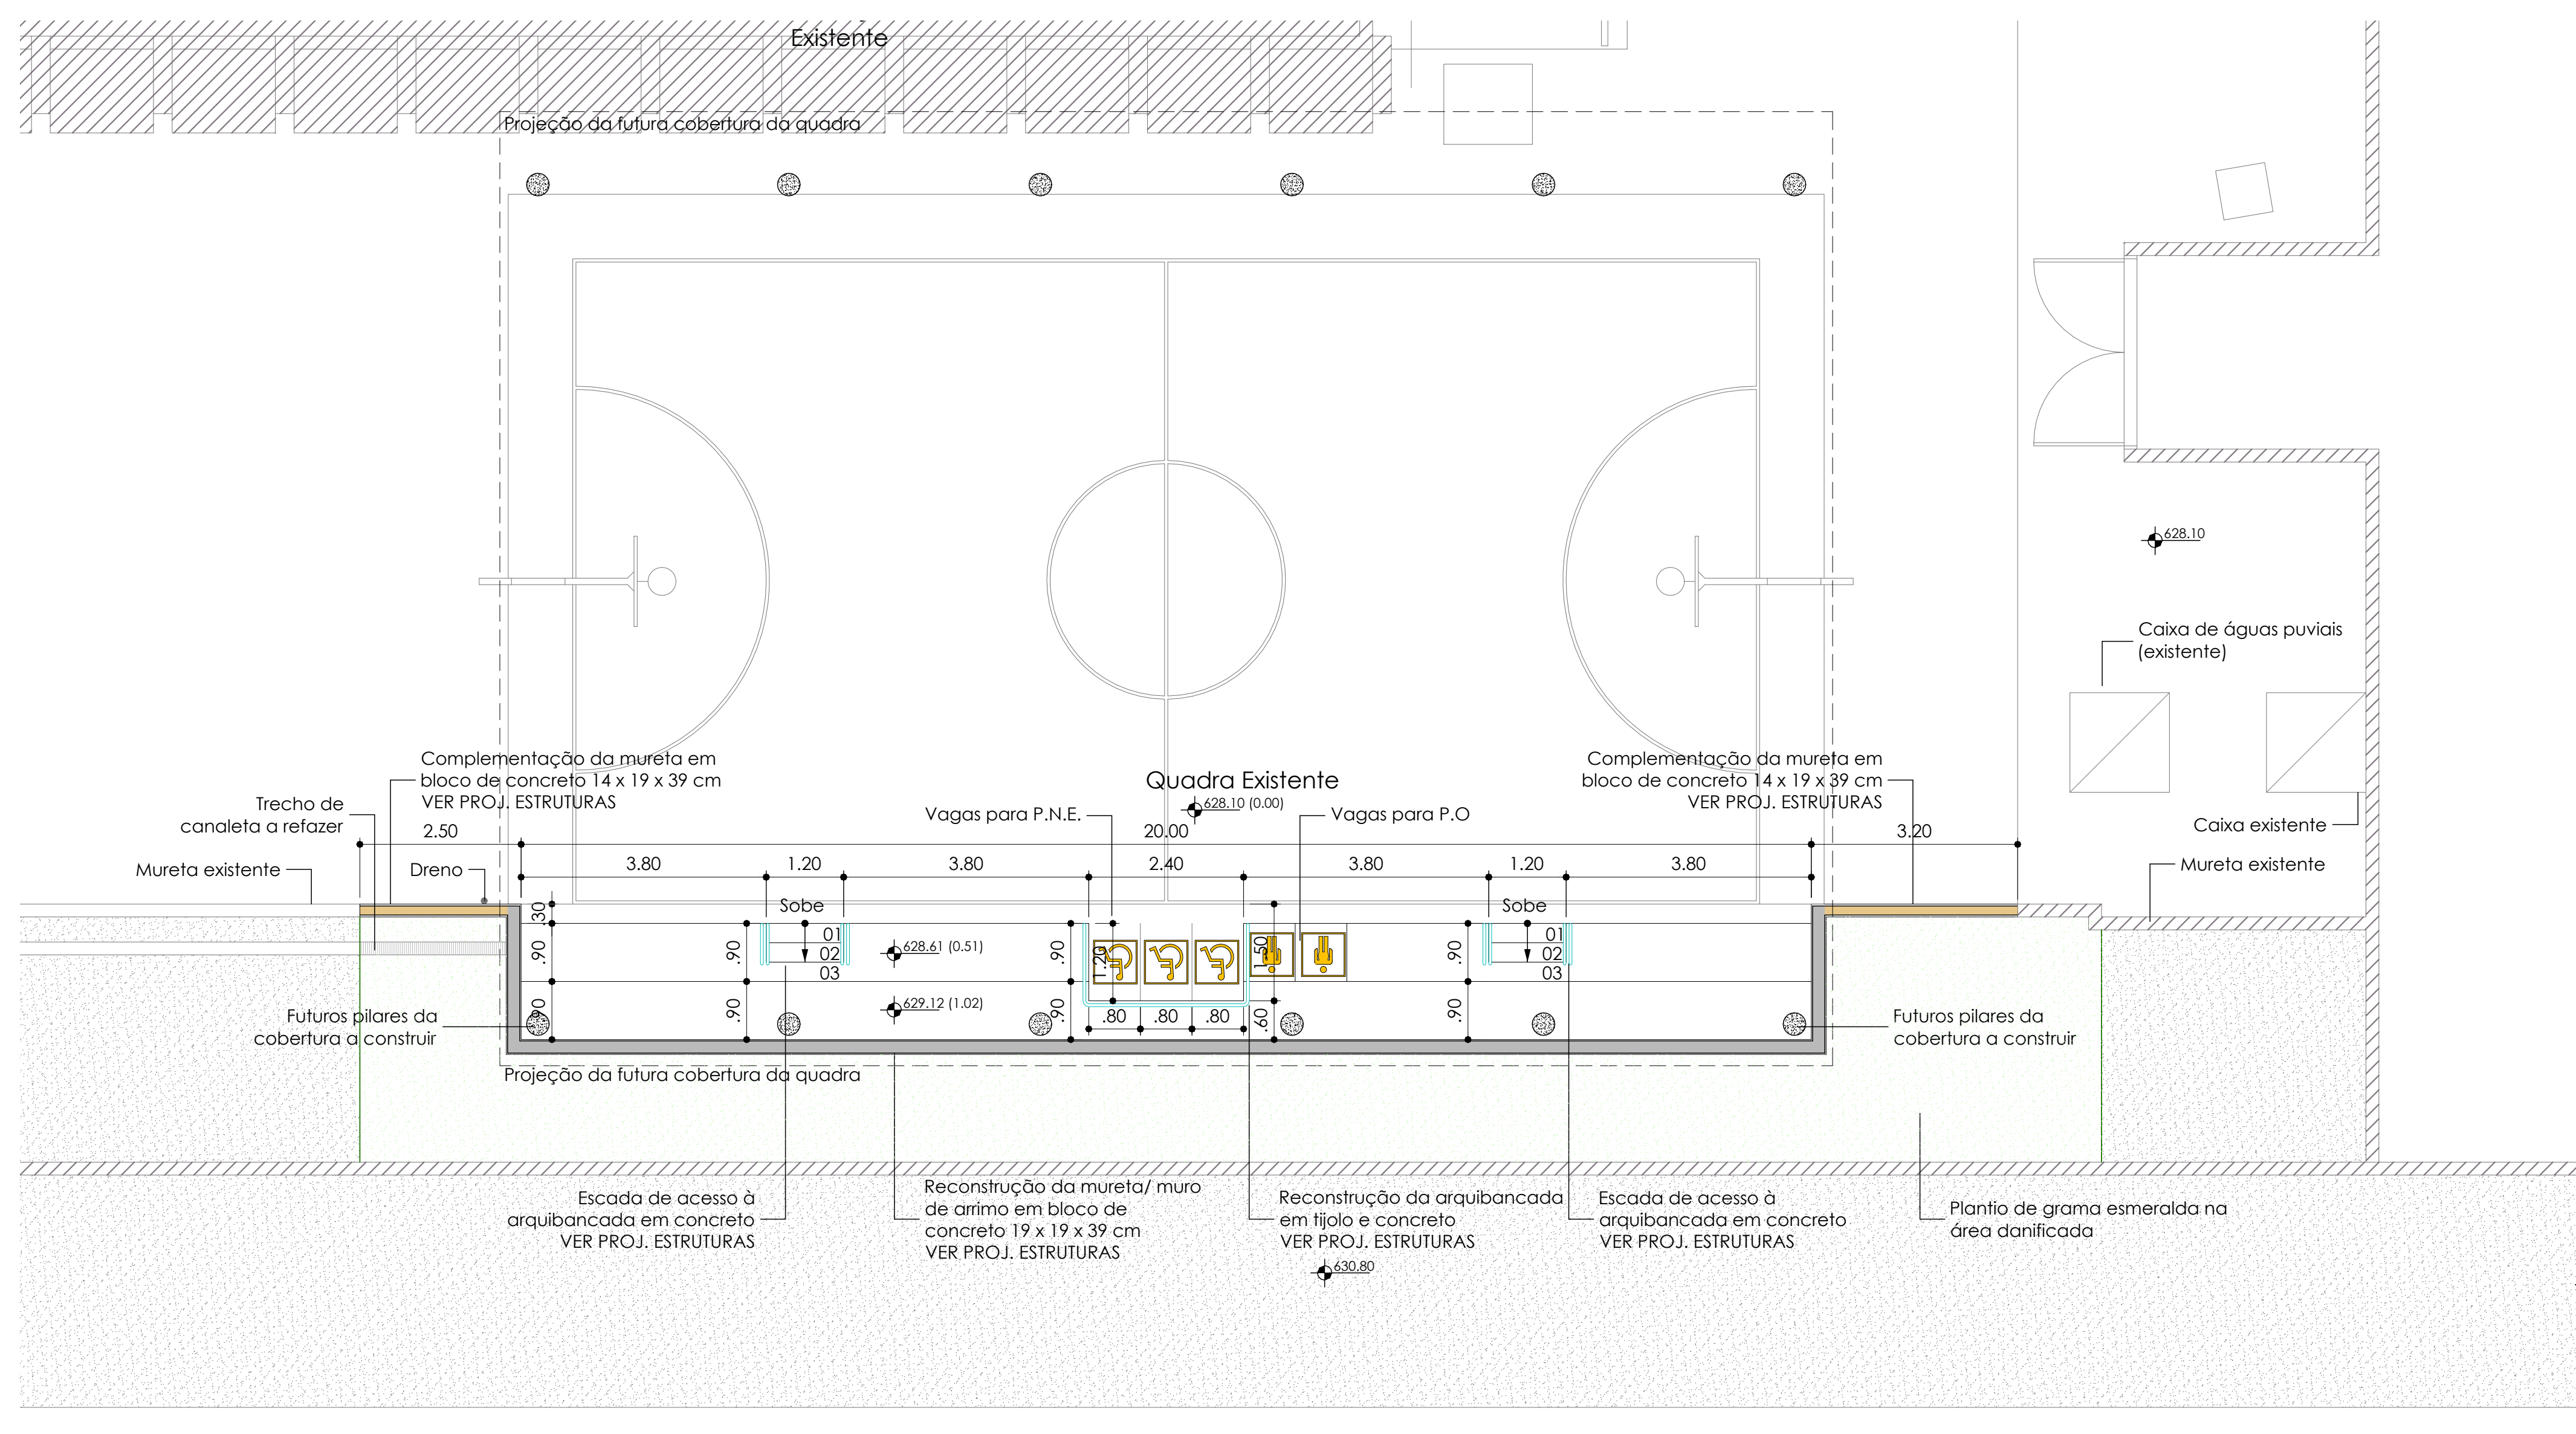 Existente
Projeção da futura cobertura da quadra
628.10
Caixa de águas puviais
(existente)
Complementação da mureta em
bloco de concreto 14 x 19 x 39 cm
VER PROJ. ESTRUTURAS
Complementação da mureta em
bloco de concreto 14 x 19 x 39 cm
VER PROJ. ESTRUTURAS
Quadra Existente
628.10 (0.00)
Trecho de
canaleta a refazer
Vagas para P.N.E.
Vagas para P.O
Caixa existente
2.50
20.00
3.20
Mureta existente
Dreno
3.80
1.20
3.80
2.40
3.80
1.20
3.80
Mureta existente
.30
Sobe
Sobe
01
02
03
01
02
03
.90
.90
628.61 (0.51)
.90
1.20
1.50
.90
.90
.90
629.12 (1.02)
.90
.80
.80
.80
.60
.90
Futuros pilares da
cobertura a construir
Futuros pilares da
cobertura a construir
Projeção da futura cobertura da quadra
Escada de acesso à
arquibancada em concreto
VER PROJ. ESTRUTURAS
Reconstrução da mureta/ muro
de arrimo em bloco de
concreto 19 x 19 x 39 cm
VER PROJ. ESTRUTURAS
Reconstrução da arquibancada
em tijolo e concreto
VER PROJ. ESTRUTURAS
Escada de acesso à
arquibancada em concreto
VER PROJ. ESTRUTURAS
Plantio de grama esmeralda na
área danificada
630.80